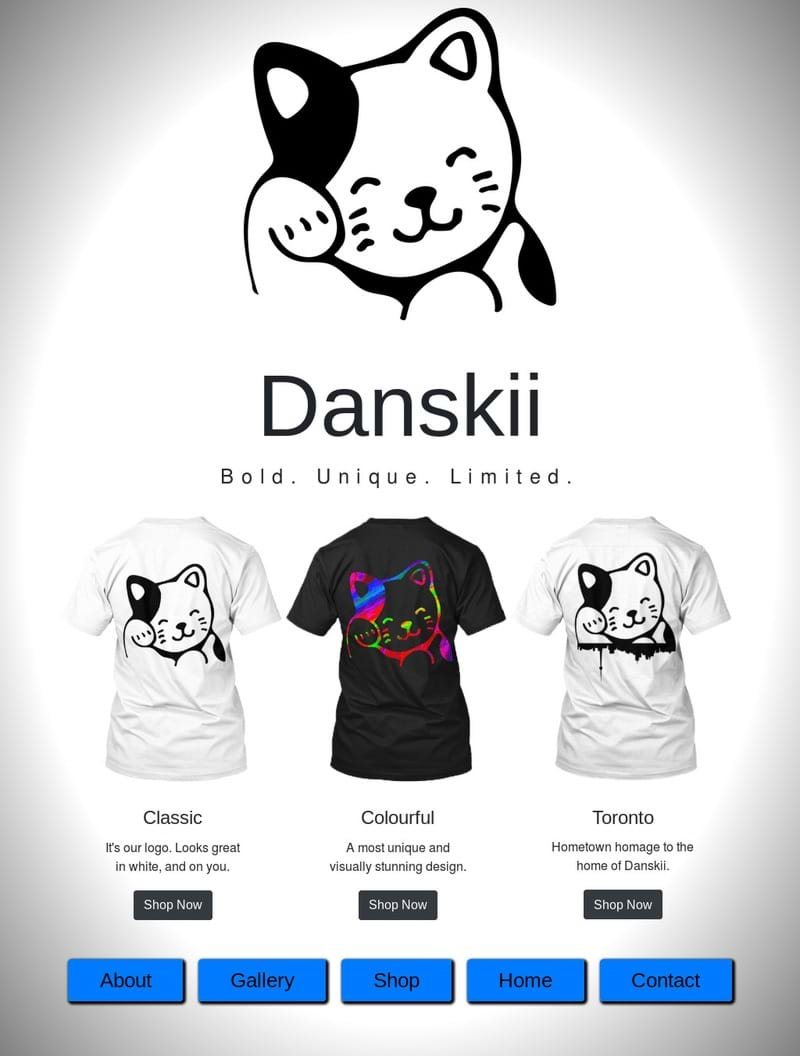 Danskii
Bold. Unique. Limited.
Classic
It's our logo. Looks great
in white, and on you.
Shop Now
Colourful
A most unique and
visually stunning design.
Shop Now
Toronto
Hometown homage to the
home of Danskii.
Shop Now
About
Gallery
Shop
Home
Contact